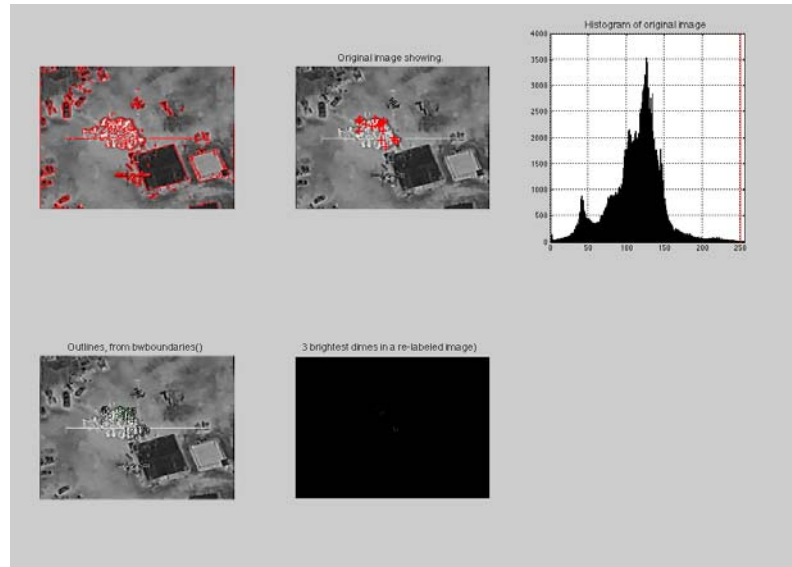 Histogram of original image
Original image showing.
4000
3500
3000
2500
2000
1500
1000
500
0
0 50 100 150 200 250
Outlines, from bwboundaries()
3 brightest dimes in a re-labeled image)